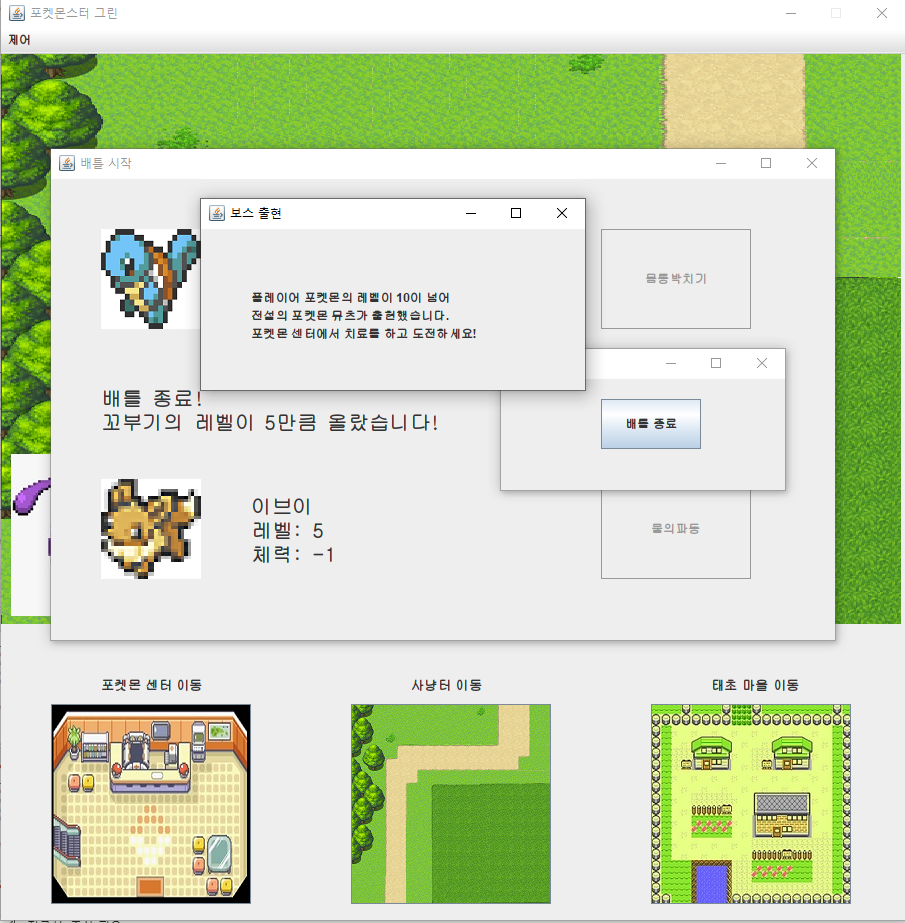 포켓몬스터 그린
제어
배틀 시작
보스 출현
플레이어 포켓몬의 레벨이 10이 넘어
전설의 포켓몬 뮤츠가 출현했습니다.
포켓몬 센터에서 치료를 하고 도전하세요!
몸통박치기
배틀 종료!
꼬부기의 레벨이 5만큼 올랐습니다!
배틀 종료
이브이
레벨: 5
체력: -1
물의파동
포켓몬 센터 이동
사냥터 이동
태초 마을 이동